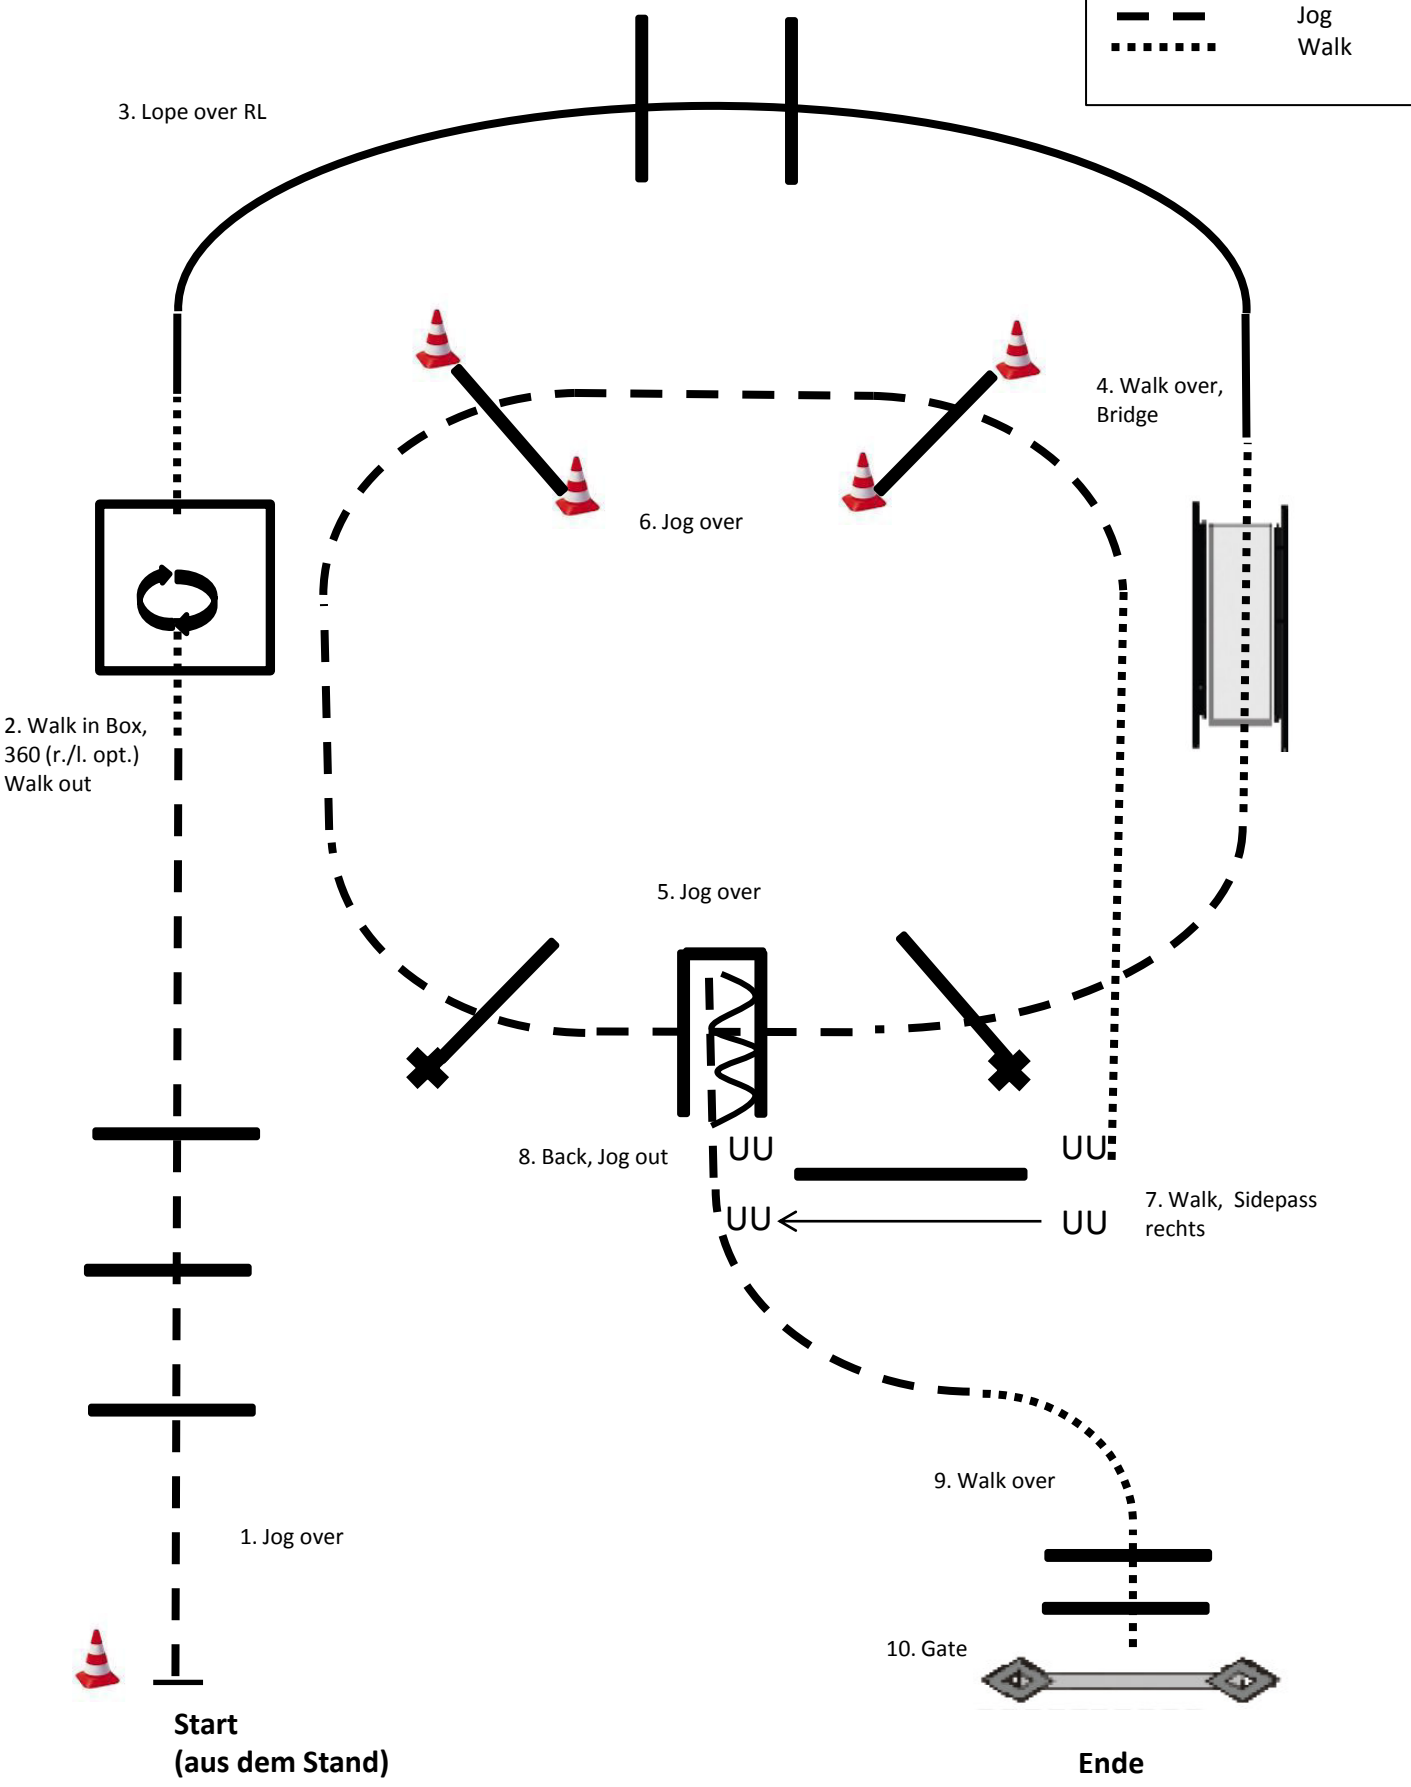 Jog
Walk
3. Lope over RL
4. Walk over,
Bridge
6. Jog over
2. Walk in Box,
360 (r./l. opt.)
Walk out
5. Jog over
8. Back, Jog out
UU
UU
7. Walk, Sidepass
rechts
UU
UU
9. Walk over
1. Jog over
10. Gate
Start
(aus dem Stand)
Ende